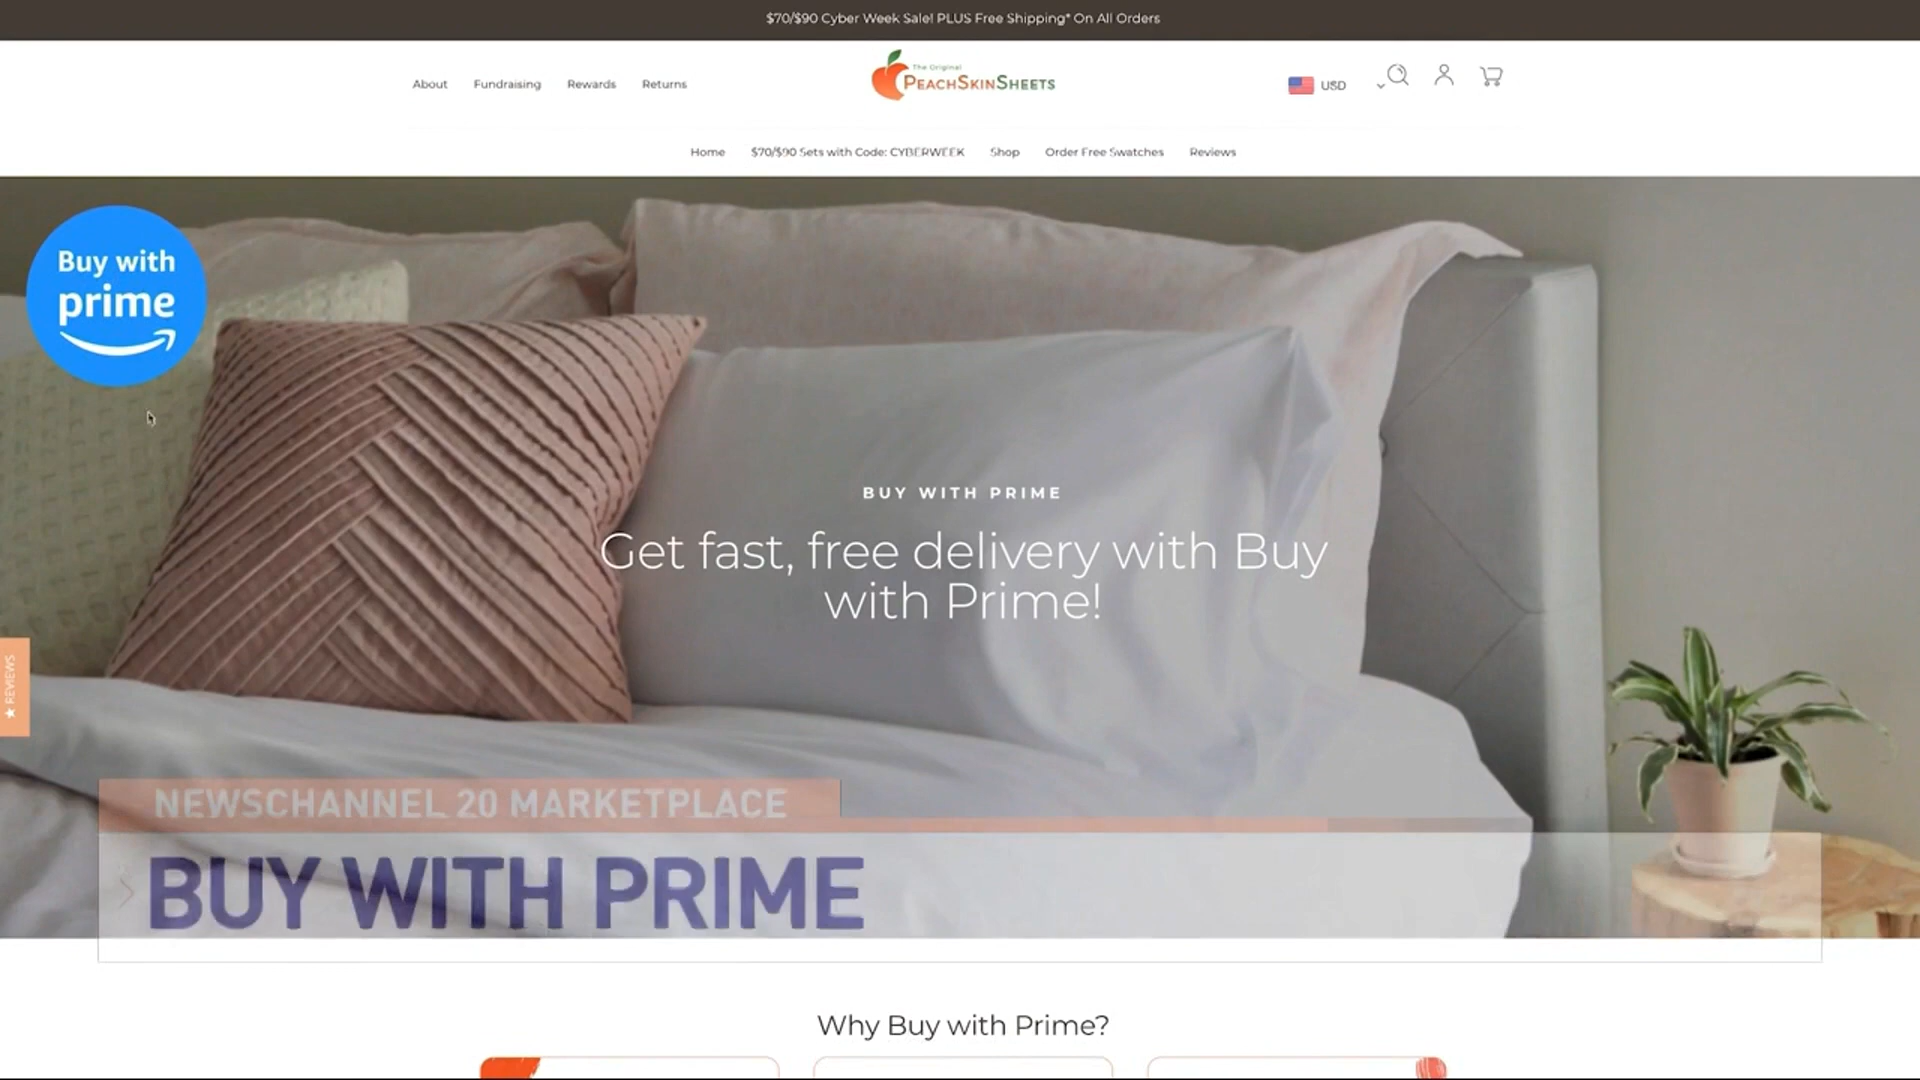 $70/$90 Cyber Week Sale! PLUS Free Shipping* On All Orders
About Fundraising Rewards Returns
The Original
PEACHSKINSHEETS
USD
Home $70/$90 Sets with Code: CYBERWEEK Shop Order Free Swatches Reviews
Buy with
prime
BUY WITH PRIME
Get fast, free delivery with Buy
with Prime!
★ REVIEWS
NEWSCHANNEL 20 MARKETPLACE
BUY WITH PRIME
Why Buy with Prime?